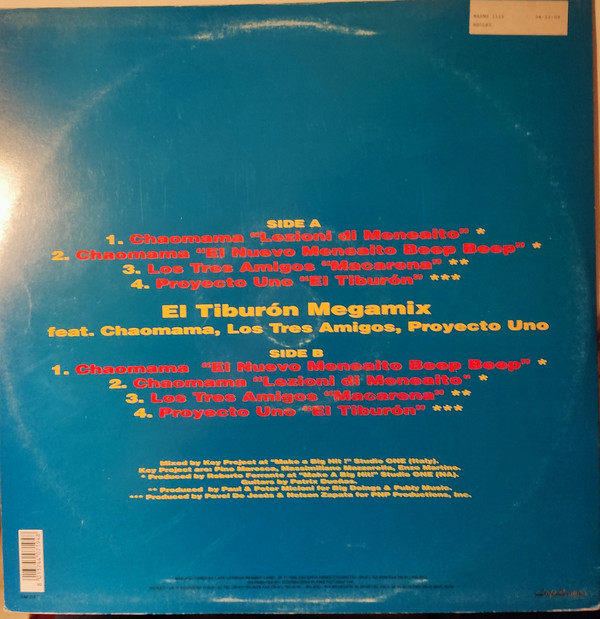 SIDE A
1. Chaomama "Lezioni di Meneaito" *
2. Chaomama "El Nuevo Meneaito Beep Beep" *
3. Los Tres Amigos "Macarena" **
4. Proyecto Uno "El Tiburón" ***
El Tiburón Megamix
feat. Chaomama, Los Tres Amigos, Proyecto Uno
SIDE B
1. Chaomama "El Nuevo Meneaito Beep Beep" *
2. Chaomama "Lezioni di Meneaito" *
3. Los Tres Amigos "Macarena" **
4. Proyecto Uno "El Tiburón" ***
Mixed by Key Project at "Make a Big Hit !" Studio ONE (Italy).
Key Project are: Pino Maresca, Massimiliano Mazzarella, Enzo Martino.
* Produced by Roberto Ferrante at "Make A Big Hit!" Studio ONE (NA).
Guitars by Patrix Dueñas.
** Produced by Paul & Peter Micioni for Big Doings & Publy Music.
*** Produced by Pavel De Jesús & Nelson Zapata for PNP Productions, Inc.